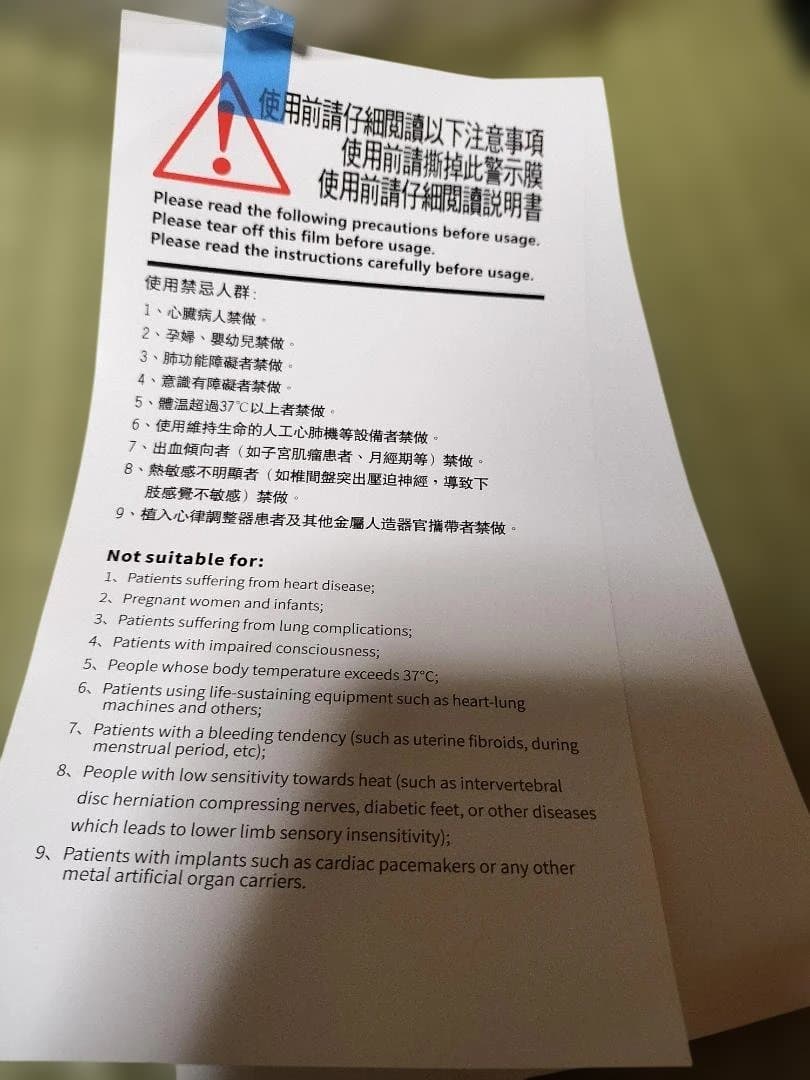 使用前請仔細閱讀以下注意事項
使用前請撕掉此警示膜
使用前請仔細閱讀説明書
Please read the following precautions before usage.
Please tear off this film before usage.
Please read the instructions carefully before usage.
使用禁忌人群:
1、心臟病人禁做。
2、孕婦、嬰幼兒禁做。
3、肺功能障礙者禁做。
4、意識有障礙者禁做。
5、體溫超過37℃以上者禁做。
6、使用維持生命的人工心肺機等設備者禁做。
7、出血傾向者（如子宮肌瘤患者、月經期等）禁做。
8、熱敏感不明顯者（如椎間盤突出壓迫神經，導致下
肢感覺不敏感）禁做。
9、植入心律調整器患者及其他金屬人造器官攜帶者禁做。
Not suitable for:
1、Patients suffering from heart disease;
2、Pregnant women and infants;
3、Patients suffering from lung complications;
4、Patients with impaired consciousness;
5、People whose body temperature exceeds 37℃;
6、Patients using life-sustaining equipment such as heart-lung
machines and others;
7、Patients with a bleeding tendency (such as uterine fibroids, during
menstrual period, etc);
8、People with low sensitivity towards heat (such as intervertebral
disc herniation compressing nerves, diabetic feet, or other diseases
which leads to lower limb sensory insensitivity);
9、Patients with implants such as cardiac pacemakers or any other
metal artificial organ carriers.